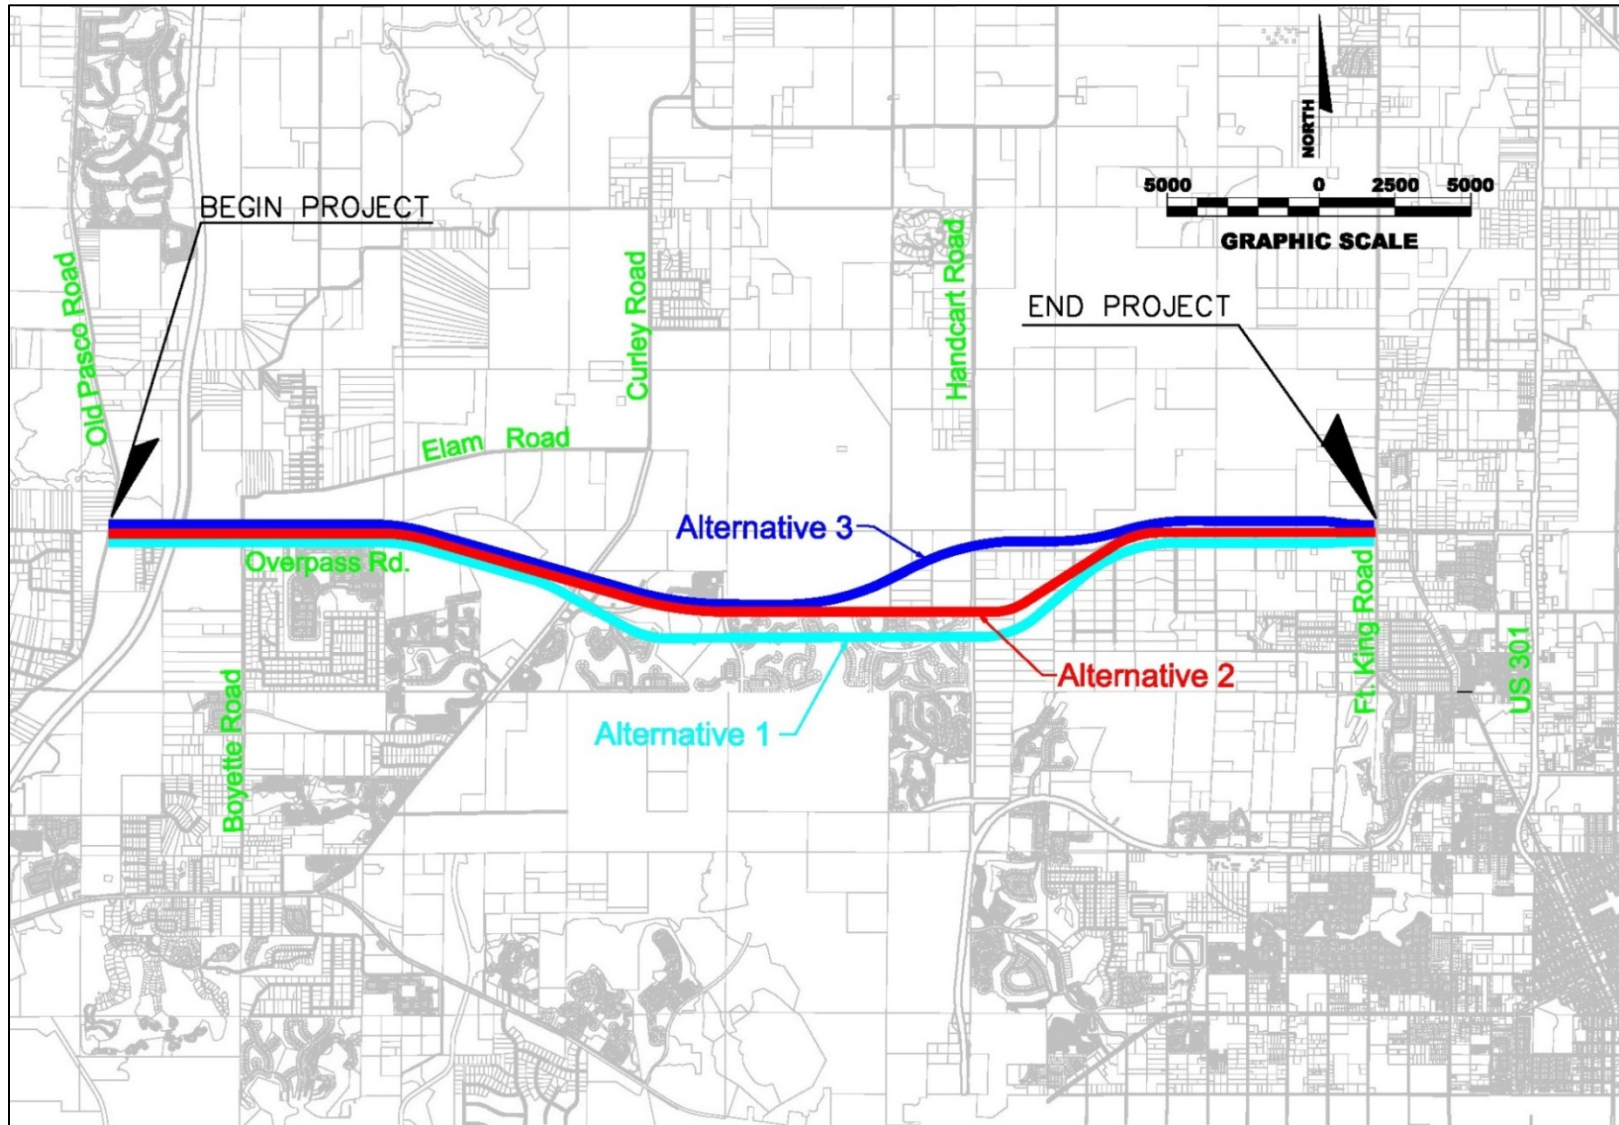 NORTH
5000 0 2500 5000
GRAPHIC SCALE
BEGIN PROJECT
Old Pasco Road
Curley Road
Handcart Road
END PROJECT
Elam Road
Alternative 3
Overpass Rd.
Alternative 2
Ft. King Road
US 301
Boyette Road
Alternative 1